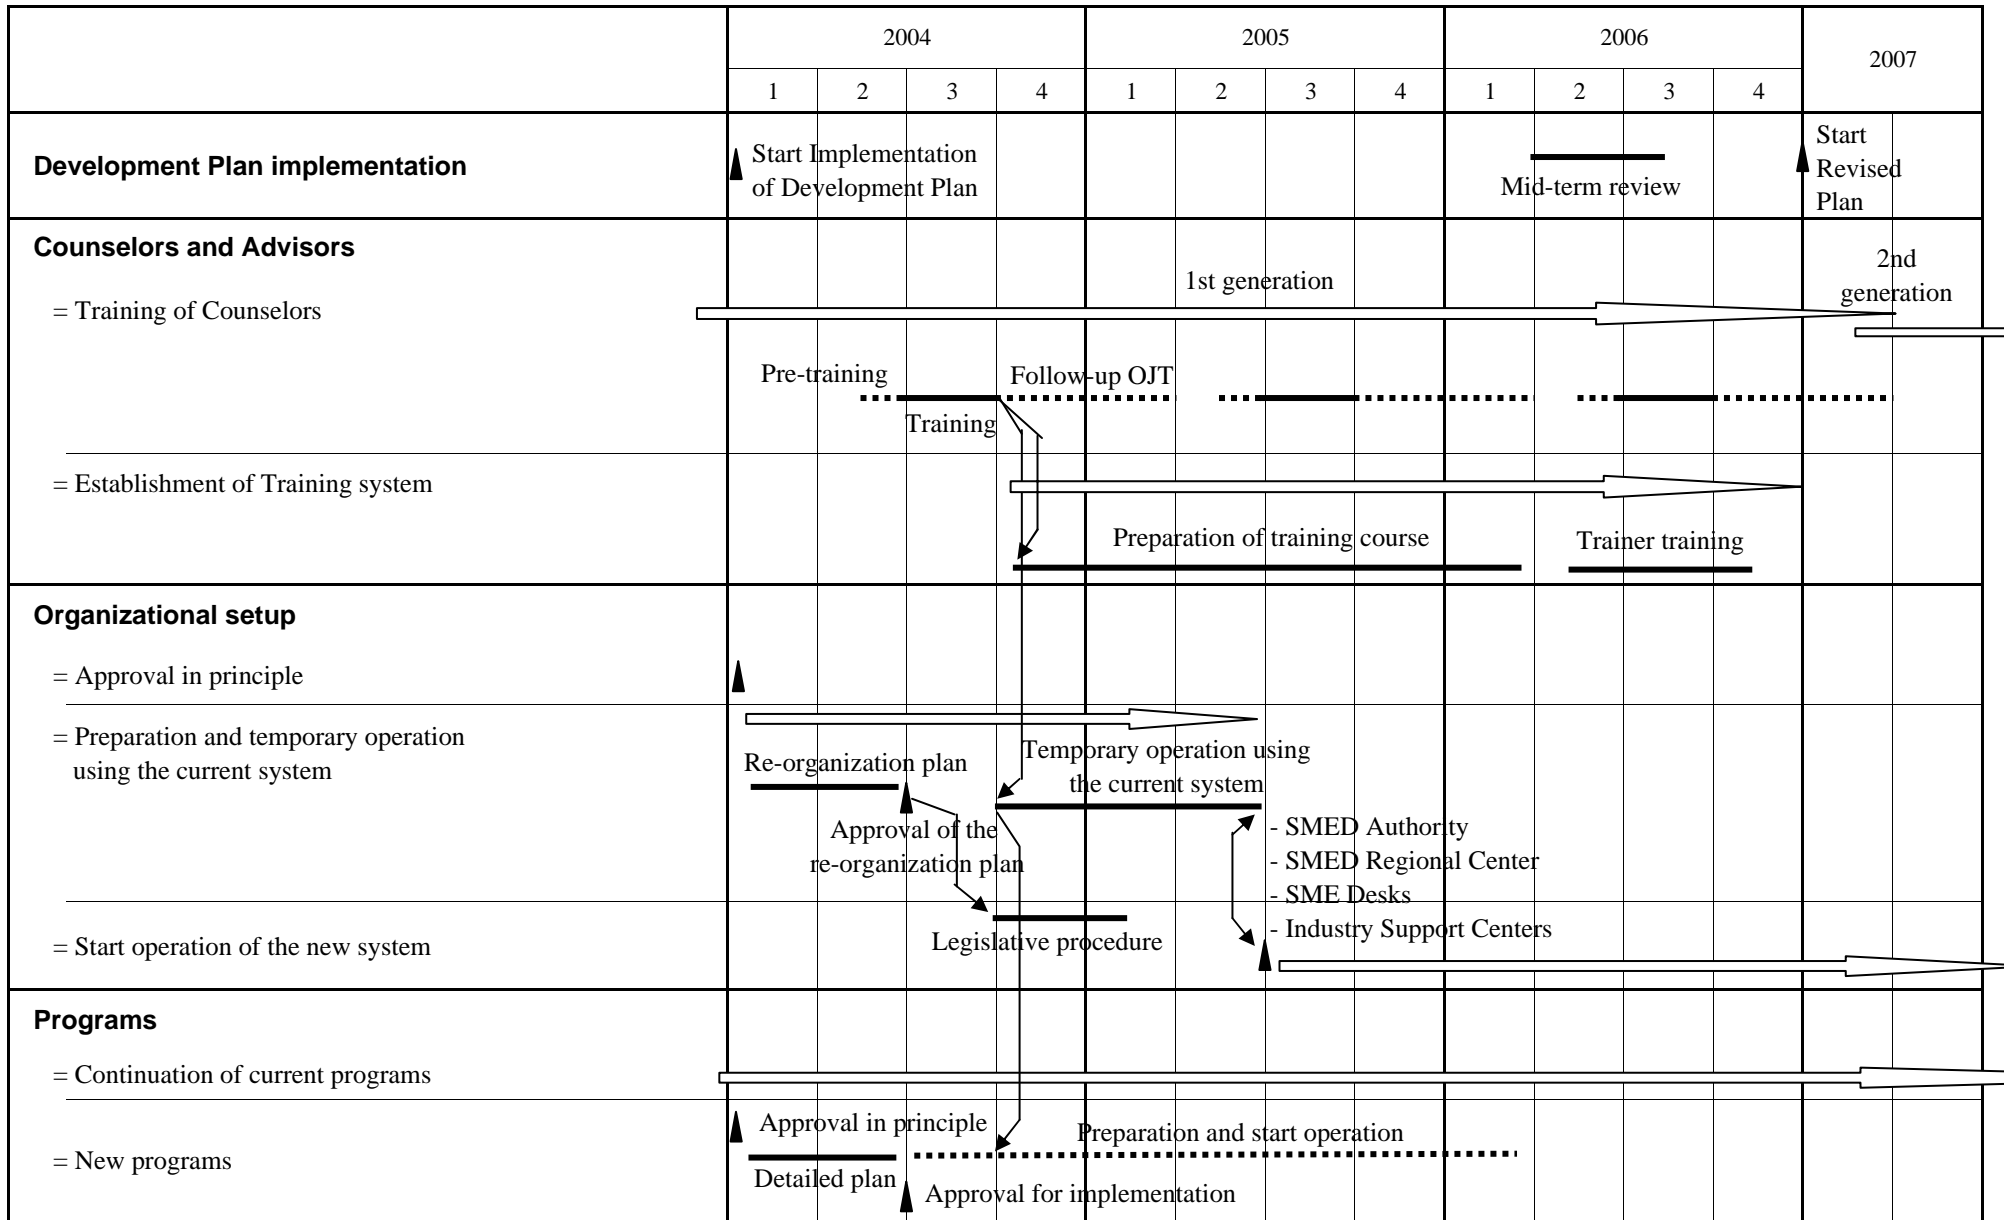 2004 2005 2006 2007
1 2 3 4 1 2 3 4 1 2 3 4
Development Plan implementation
Start Implementation
of Development Plan
Mid-term review
Start
Revised
Plan
Counselors and Advisors
= Training of Counselors
1st generation
2nd
generation
Pre-training
Follow-up OJT
Training
= Establishment of Training system
Preparation of training course
Trainer training
Organizational setup
= Approval in principle
= Preparation and temporary operation
using the current system
Re-organization plan
Temporary operation using
the current system
Approval of the
re-organization plan
- SMED Authority
- SMED Regional Center
- SME Desks
- Industry Support Centers
= Start operation of the new system
Legislative procedure
Programs
= Continuation of current programs
Approval in principle
Preparation and start operation
= New programs
Detailed plan
Approval for implementation